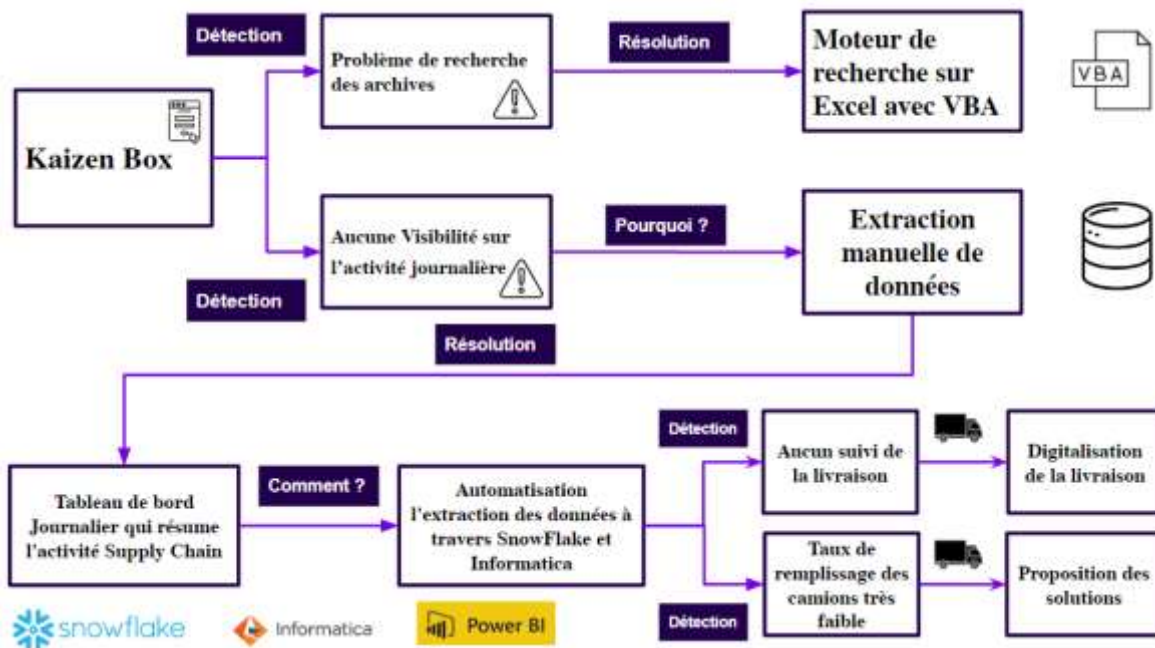 Détection
Problème de recherche
des archives
Résolution
Moteur de
recherche sur
Excel avec VBA
VBA
Kaizen Box
Aucune Visibilité sur
l'activité journalière
Pourquoi ?
Extraction
manuelle de
données
Détection
Résolution
Tableau de bord
Journalier qui résume
l'activité Supply Chain
Comment ?
Automatisation
l'extraction des données à
travers SnowFlake et
Informatica
Détection
Aucun suivi de
la livraison
Digitalisation
de la livraison
Taux de
remplissage des
camions très
faible
Proposition des
solutions
Détection
snowflake
Informatica
Power BI